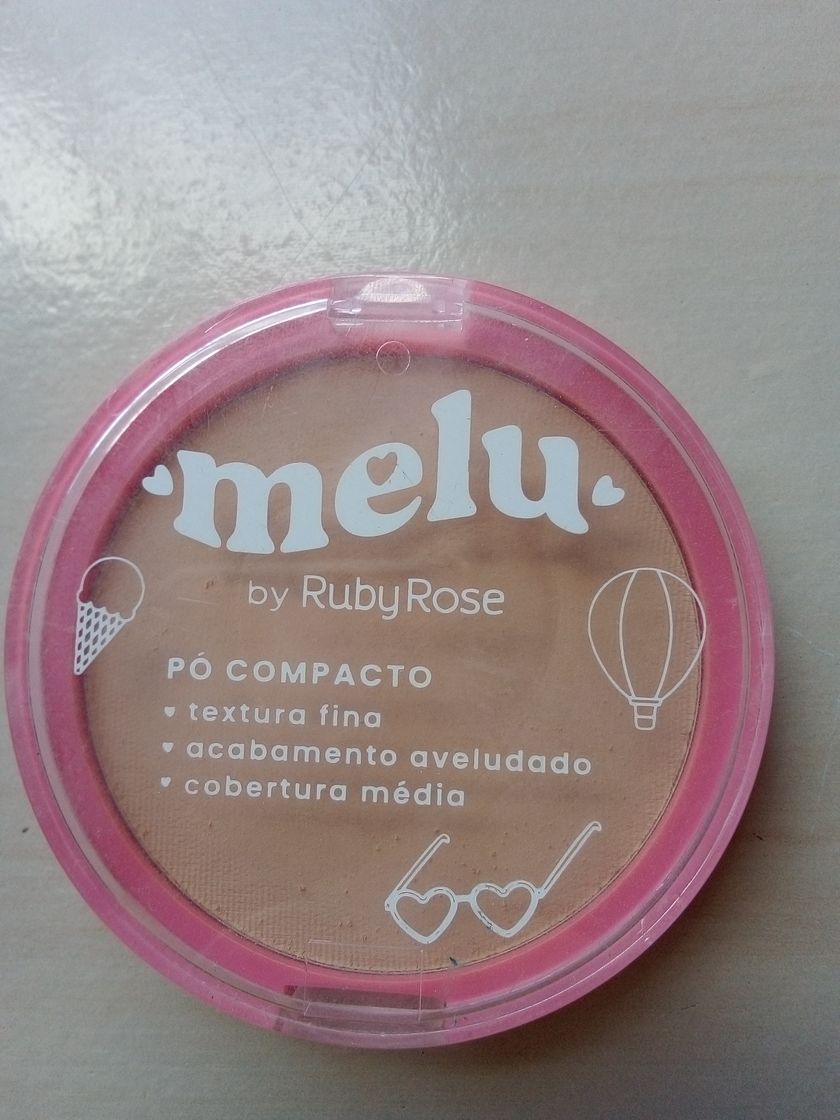 melu
by RubyRose
PÓ COMPACTO
textura fina
acabamento aveludado
cobertura média